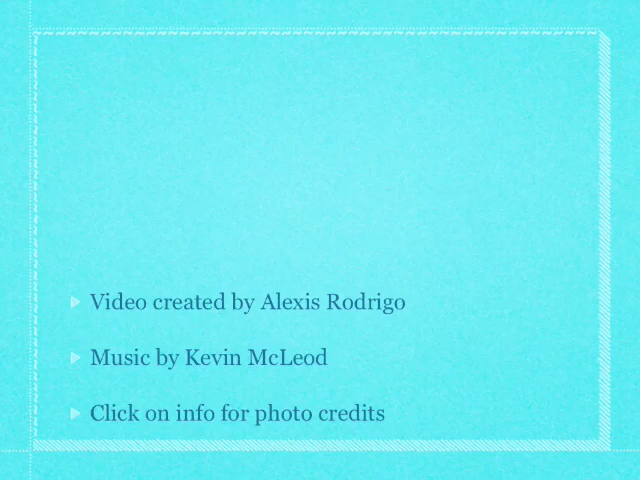 Video created by Alexis Rodrigo
Music by Kevin McLeod
Click on info for photo credits